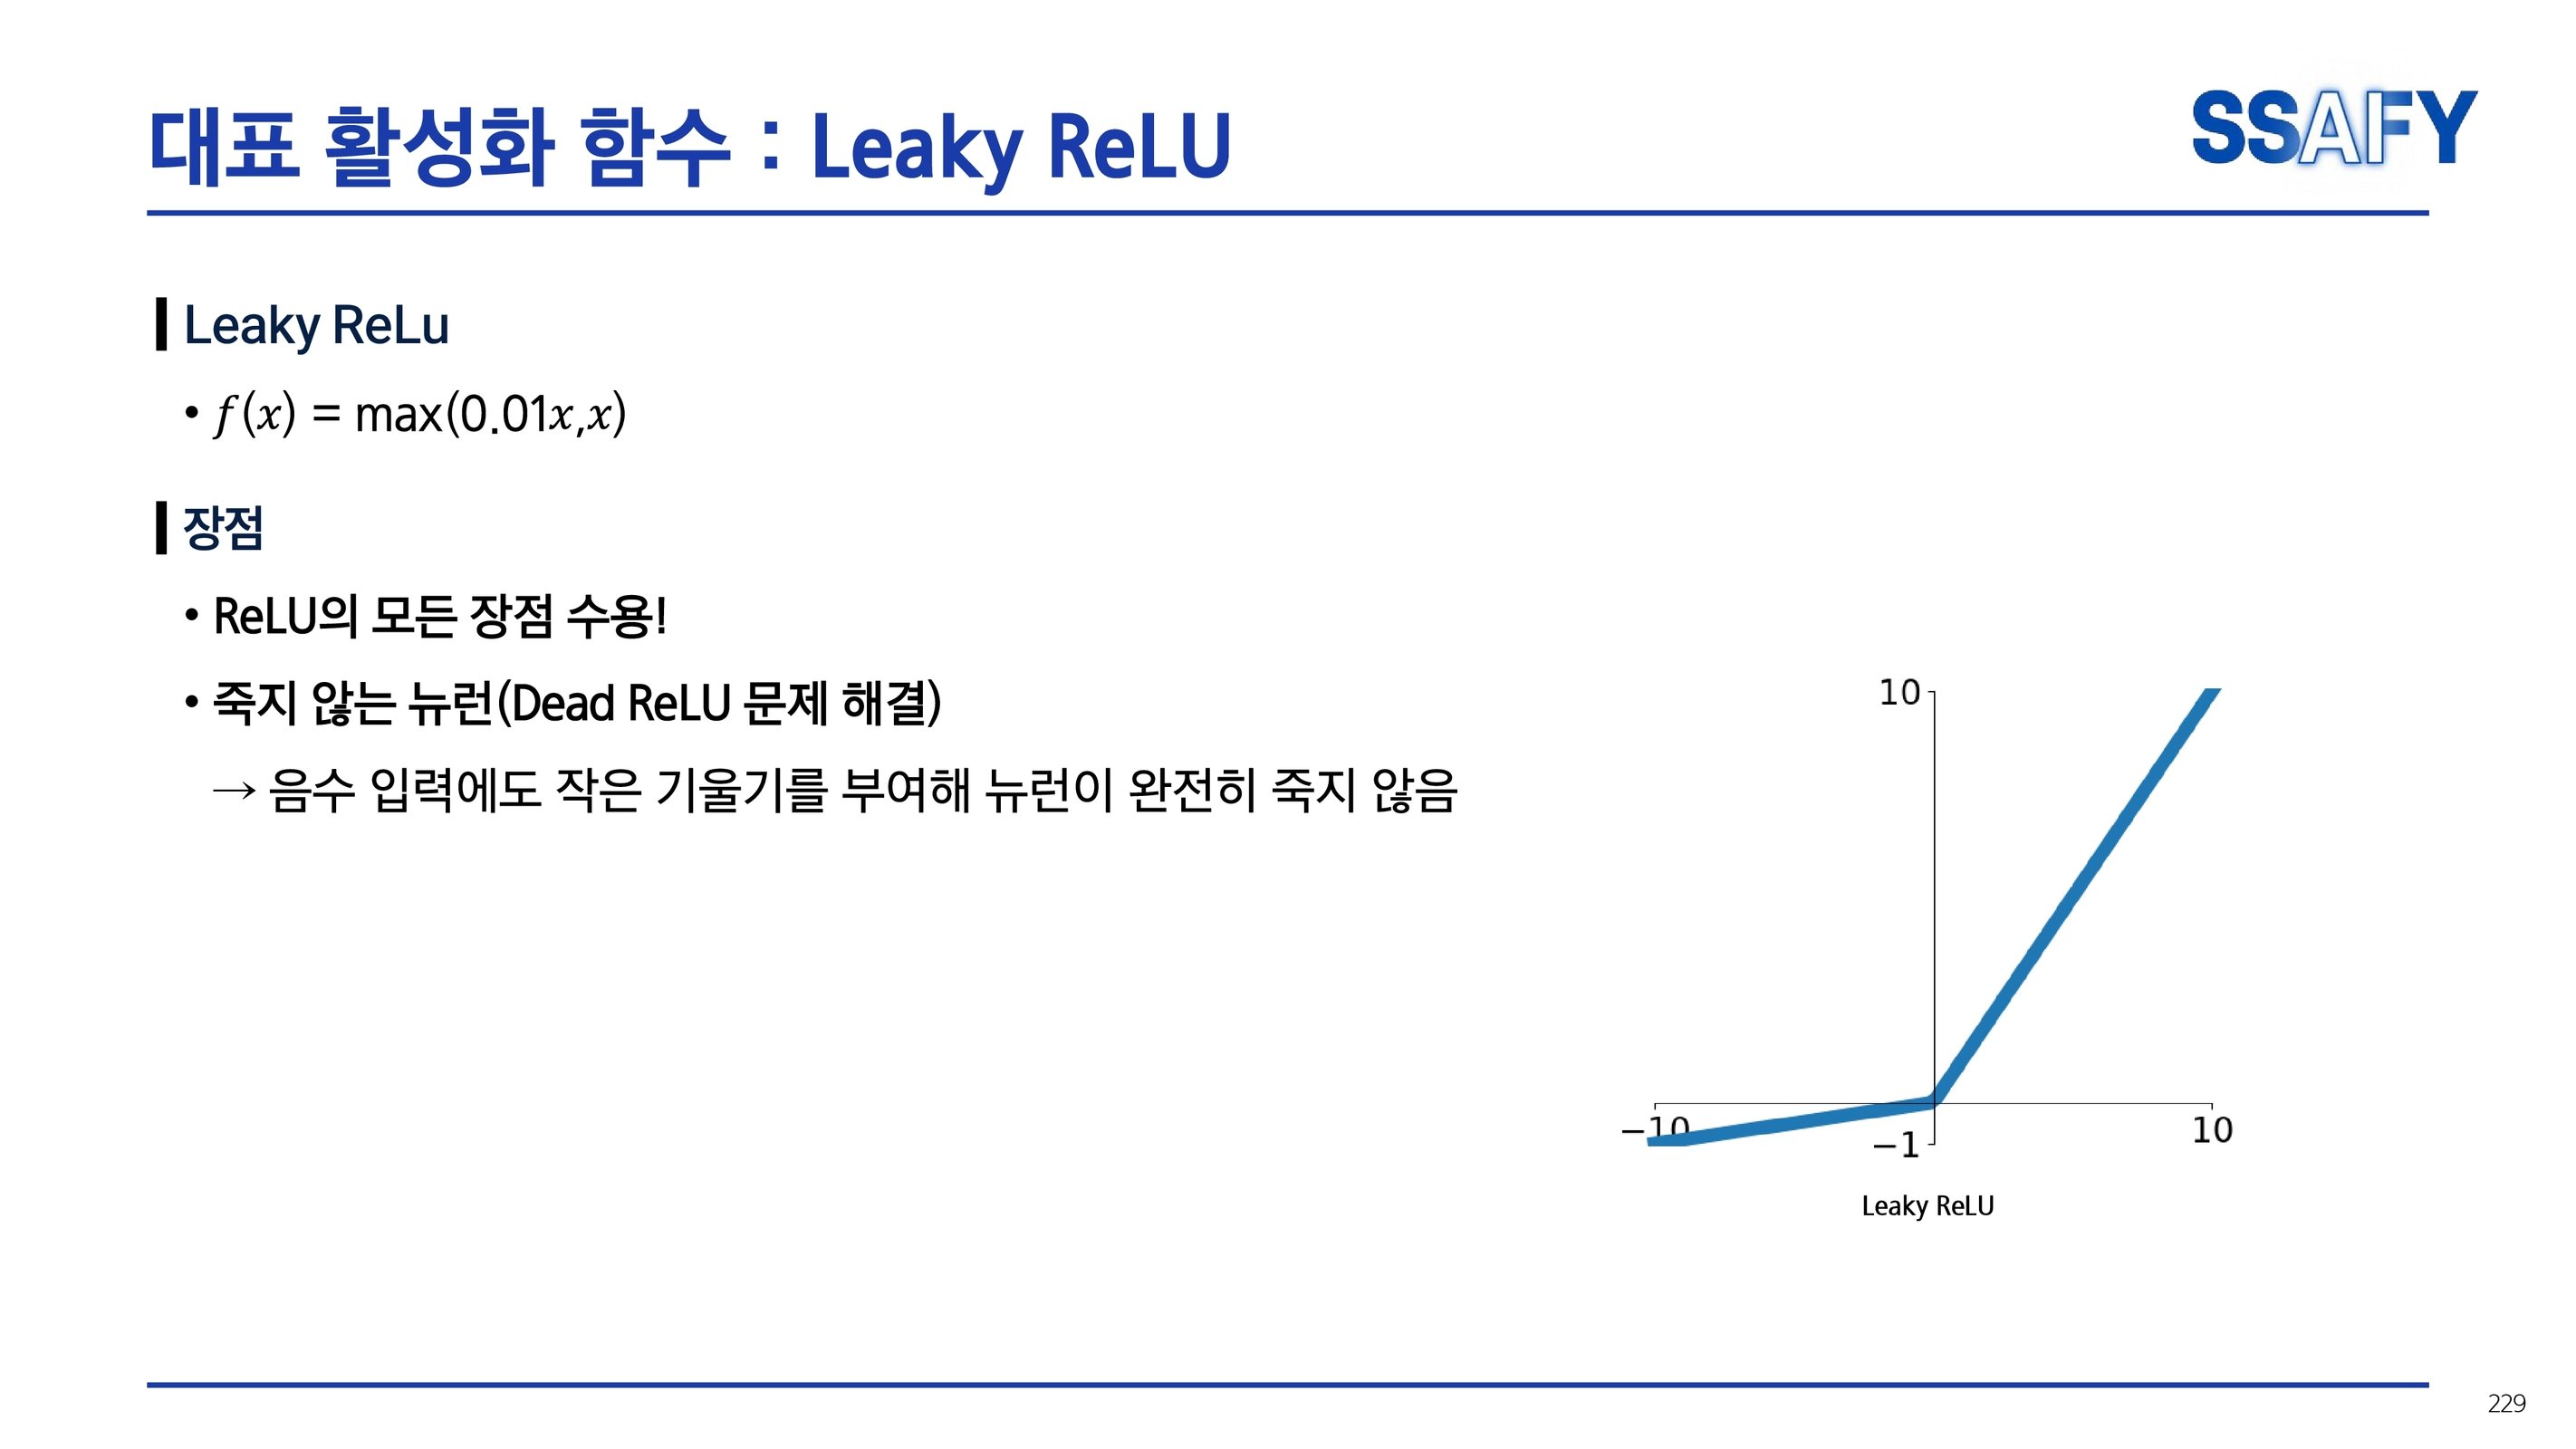 대표 활성화 함수 : Leaky ReLU
SSAFY
Leaky ReLu
• f(x) = max(0.01x,x)
장점
• ReLU의 모든 장점 수용!
• 죽지 않는 뉴런(Dead ReLU 문제 해결)
→ 음수 입력에도 작은 기울기를 부여해 뉴런이 완전히 죽지 않음
10
−10
−1
10
Leaky ReLU
229